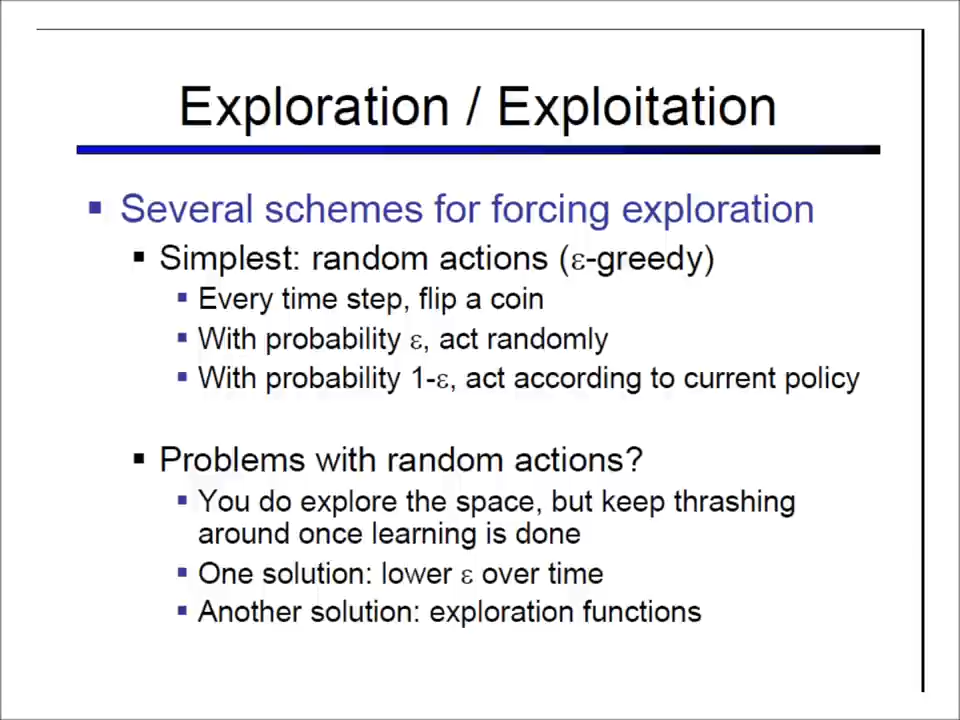 Exploration / Exploitation
Several schemes for forcing exploration
Simplest: random actions (ε-greedy)
Every time step, flip a coin
With probability ε, act randomly
With probability 1-ε, act according to current policy
Problems with random actions?
You do explore the space, but keep thrashing
around once learning is done
One solution: lower ε over time
Another solution: exploration functions